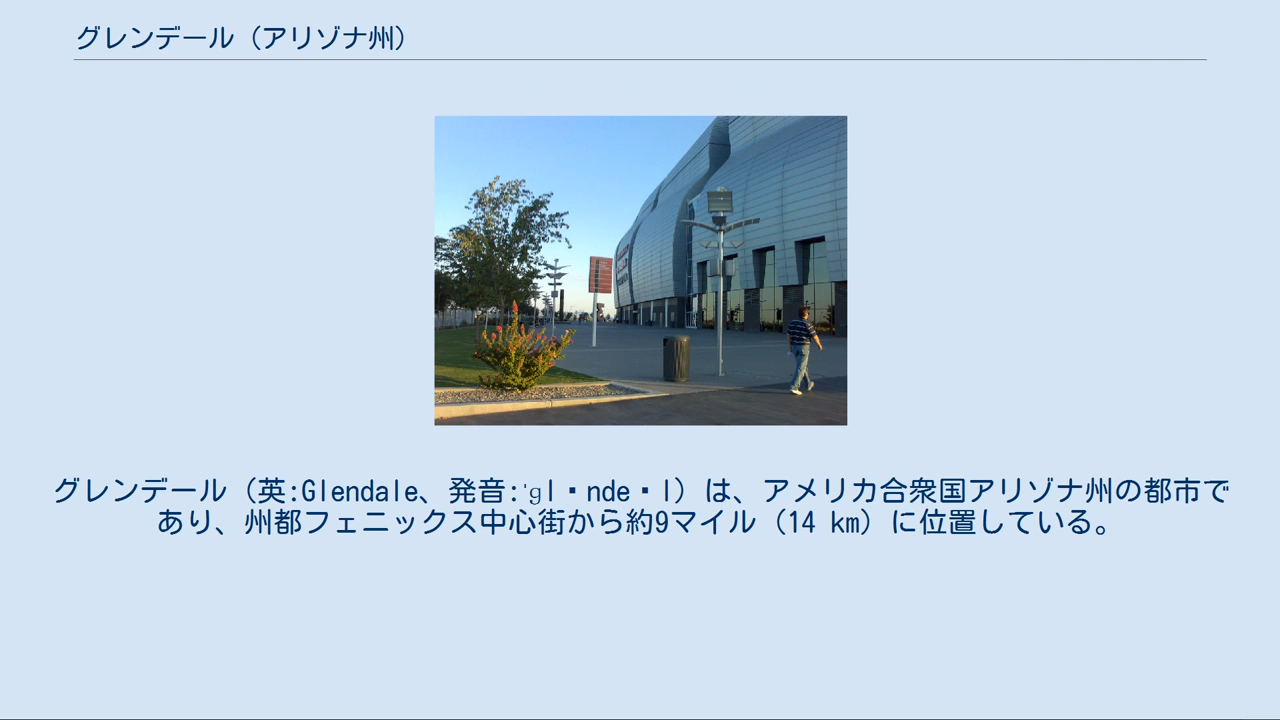 グレンデール（アリゾナ州）
グレンデール（英:Glendale、発音:ˈɡl▪nde▪l）は、アメリカ合衆国アリゾナ州の都市で
あり、州都フェニックス中心街から約9マイル（14 km）に位置している。